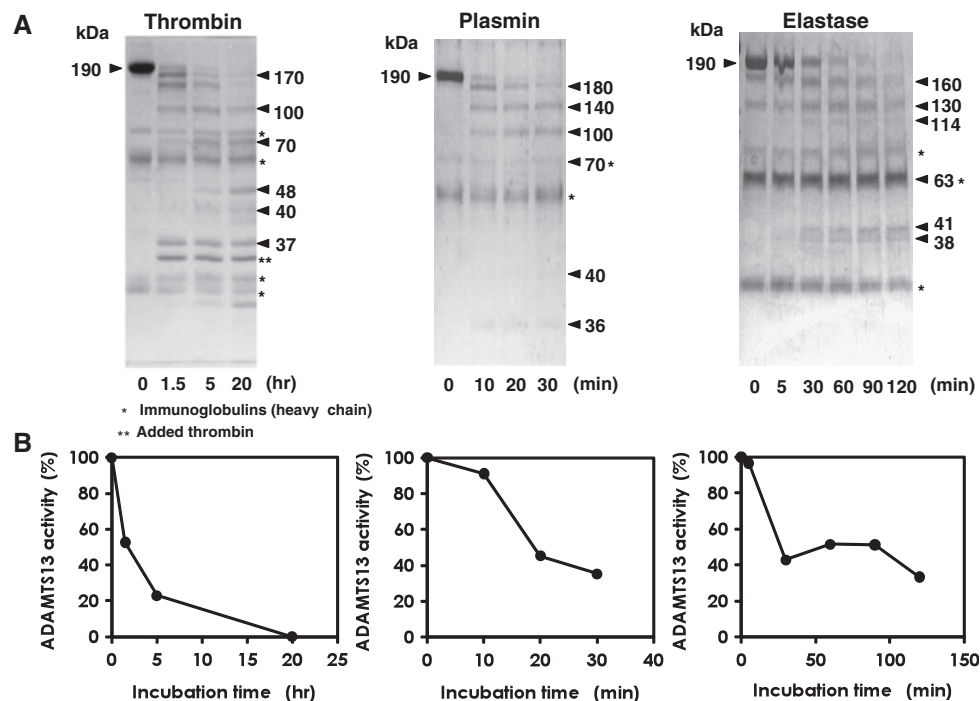 A
Thrombin
Plasmin
Elastase
kDa
190
170
100
*
70
*
48
40
37
**
*
*
0 1.5 5 20 (hr)
* Immunoglobulins (heavy chain)
** Added thrombin
kDa
190
180
140
100
70 *
*
40
36
0 10 20 30 (min)
kDa
190
160
130
114
*
63 *
41
38
*
0 5 30 60 90 120 (min)
B
ADAMTS13 activity (%)
100
80
60
40
20
0
0 5 10 15 20 25
Incubation time (hr)
ADAMTS13 activity (%)
100
80
60
40
20
0
0 10 20 30 40
Incubation time (min)
ADAMTS13 activity (%)
100
80
60
40
20
0
0 50 100 150
Incubation time (min)